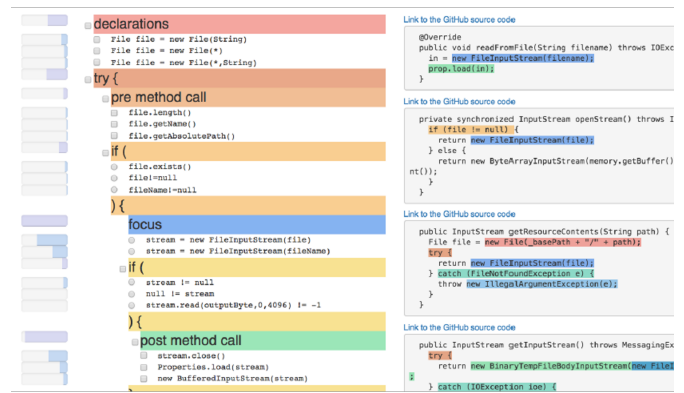 declarations
File file = new File(String)
File file = new File(*)
File file = new File(*,String)
try {
pre method call
file.length()
file.getName()
file.getAbsolutePath()
if (
file.exists()
file!=null
fileName!=null
) {
focus
stream = new FileInputStream(file)
stream = new FileInputStream(fileName)
if (
stream != null
null != stream
stream.read(outputByte,0,4096) != -1
) {
post method call
stream.close()
Properties.load(stream)
new BufferedInputStream(stream)
Link to the GitHub source code
@Override
public void readFromFile(String filename) throws IOExc
in = new FileInputStream(filename);
prop.load(in);
}
Link to the GitHub source code
private synchronized InputStream openStream() throws I
if (file != null) {
return new FileInputStream(file);
} else {
return new ByteArrayInputStream(memory.getBuffer()
nt());
}
}
Link to the GitHub source code
public InputStream getResourceContents(String path) {
File file = new File(_basePath + "/" + path);
try {
return new FileInputStream(file);
} catch (FileNotFoundException e) {
throw new IllegalArgumentException(e);
}
}
Link to the GitHub source code
public InputStream getInputStream() throws MessagingEx
try {
return new BinaryTempFileBodyInputStream(new FileI
;
} catch (IOException ioe) {